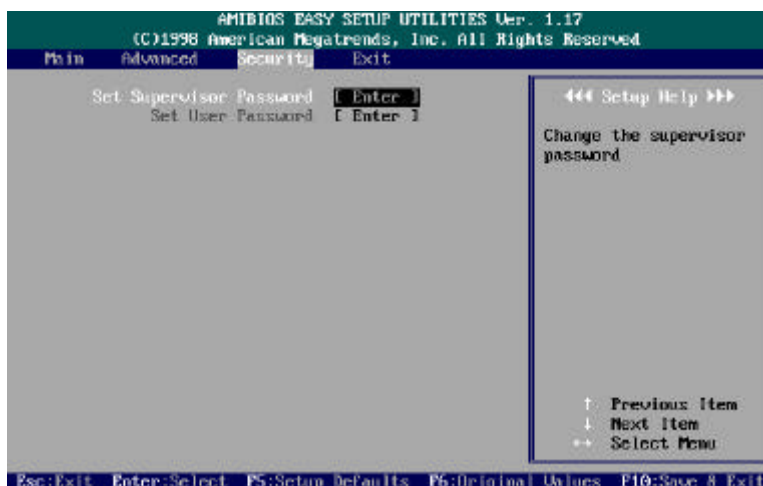 AMIBIOS EASY SETUP UTILITIES Ver. 1.17
(C)1998 American Megatrends, Inc. All Rights Reserved
Main Advanced Security Exit
Set Supervisor Password [ Enter ]
Set User Password [ Enter ]
◄◄◄ Setup Help ►►►
Change the supervisor
password
↑ Previous Item
↓ Next Item
↔ Select Menu
Esc:Exit Enter:Select F5:Setup Defaults F6:Original Values F10:Save & Exit